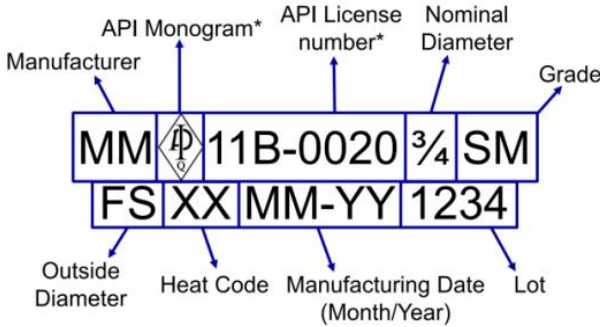 API Monogram*
API License
number*
Nominal
Diameter
Manufacturer
Grade
MM API Q 11B-0020 ¾ SM
FS XX MM-YY 1234
Outside
Diameter
Heat Code
Manufacturing Date
(Month/Year)
Lot